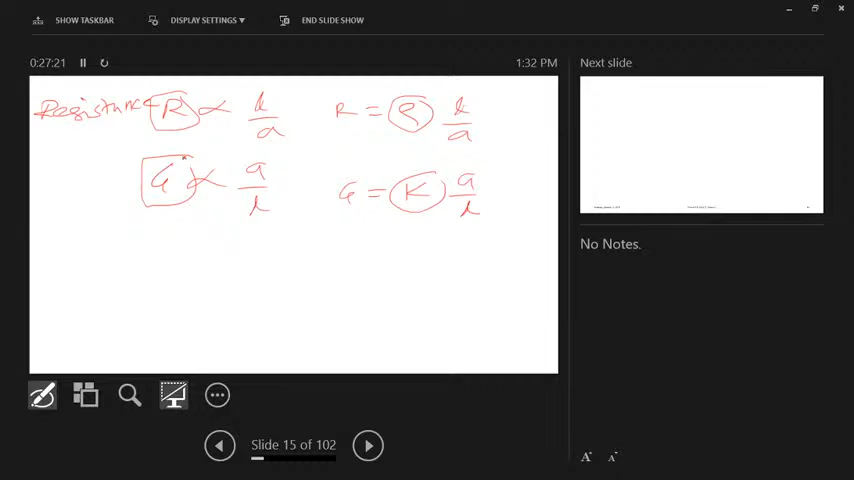 SHOW TASKBAR DISPLAY SETTINGS ▼ END SLIDE SHOW
0:27:21 1:32 PM
Next slide
R ∝ l/a R = ρ l/a
G ∝ a/l G = K a/l
No Notes.
Slide 15 of 102
A A